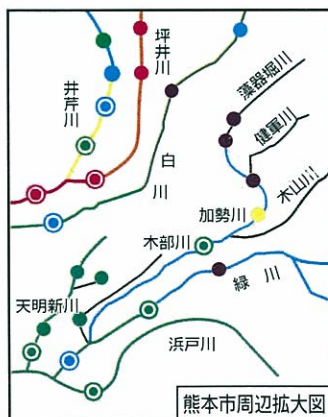 坪井川
井芹川
藻器堀川
健軍川
白川
木山川
加勢川
木部川
緑川
天明新川
浜戸川
熊本市周辺拡大図